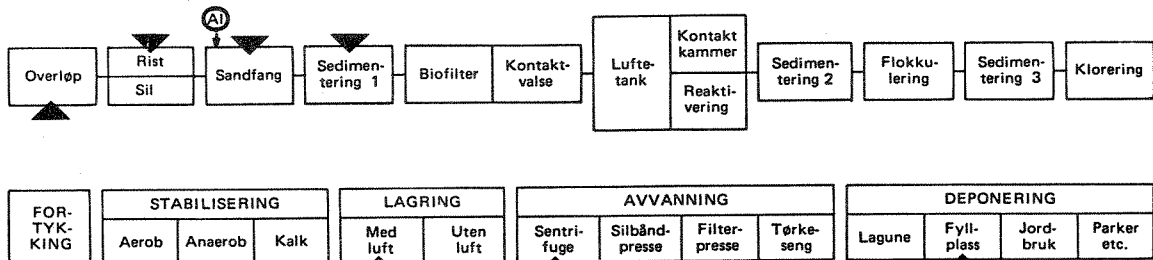 Al
Overløp
Rist
Sil
Sandfang
Sedimen-
tering 1
Biofilter
Kontakt-
valse
Lufte-
tank
Kontakt
kammer
Reakti-
vering
Sedimen-
tering 2
Flokku-
lering
Sedimen-
tering 3
Klorering
FOR-
TYK-
KING
STABILISERING
Aerob
Anaerob
Kalk
LAGRING
Med
luft
Uten
luft
AVVANNING
Sentri-
fuge
Silbånd-
presse
Filter-
presse
Tørke-
seng
DEPONERING
Lagune
Fyll-
plass
Jord-
bruk
Parker
etc.